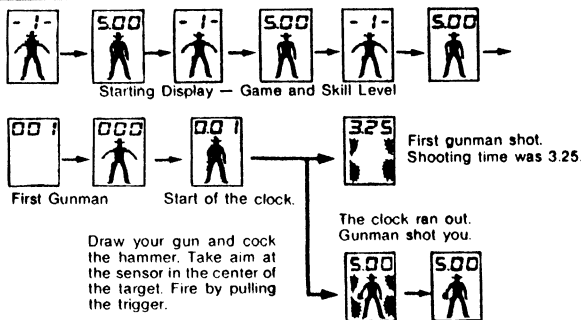 -1- 5.00 -1- 5.00 -1- 5.00
Starting Display — Game and Skill Level
001 000 0.01 3.25
First gunman shot.
Shooting time was 3.25.
First Gunman Start of the clock.
The clock ran out.
Gunman shot you.
Draw your gun and cock
the hammer. Take aim at
the sensor in the center of
the target. Fire by pulling
the trigger.
5.00 5.00